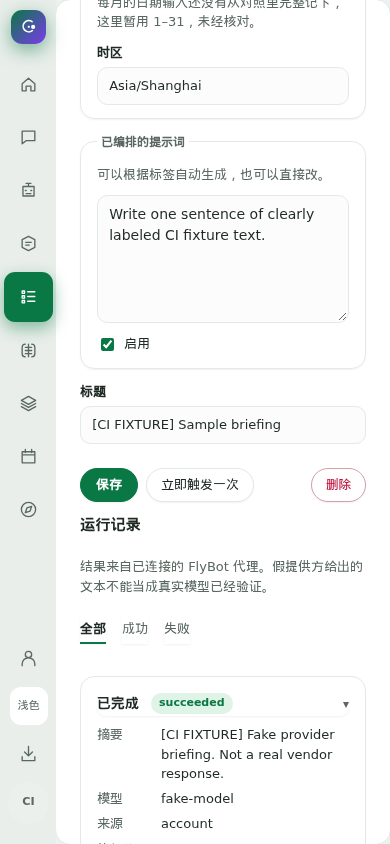 每月的日期输入还没有从对照里完整记下，
这里暂用 1–31，未经核对。
时区
Asia/Shanghai
已编排的提示词
可以根据标签自动生成，也可以直接改。
Write one sentence of clearly
labeled CI fixture text.
启用
标题
[CI FIXTURE] Sample briefing
保存
立即触发一次
删除
运行记录
结果来自已连接的 FlyBot 代理。假提供方给出的
文本不能当成真实模型已经验证。
全部
成功
失败
已完成
succeeded
摘要
[CI FIXTURE] Fake provider
briefing. Not a real vendor
response.
模型
fake-model
来源
account
浅色
CI